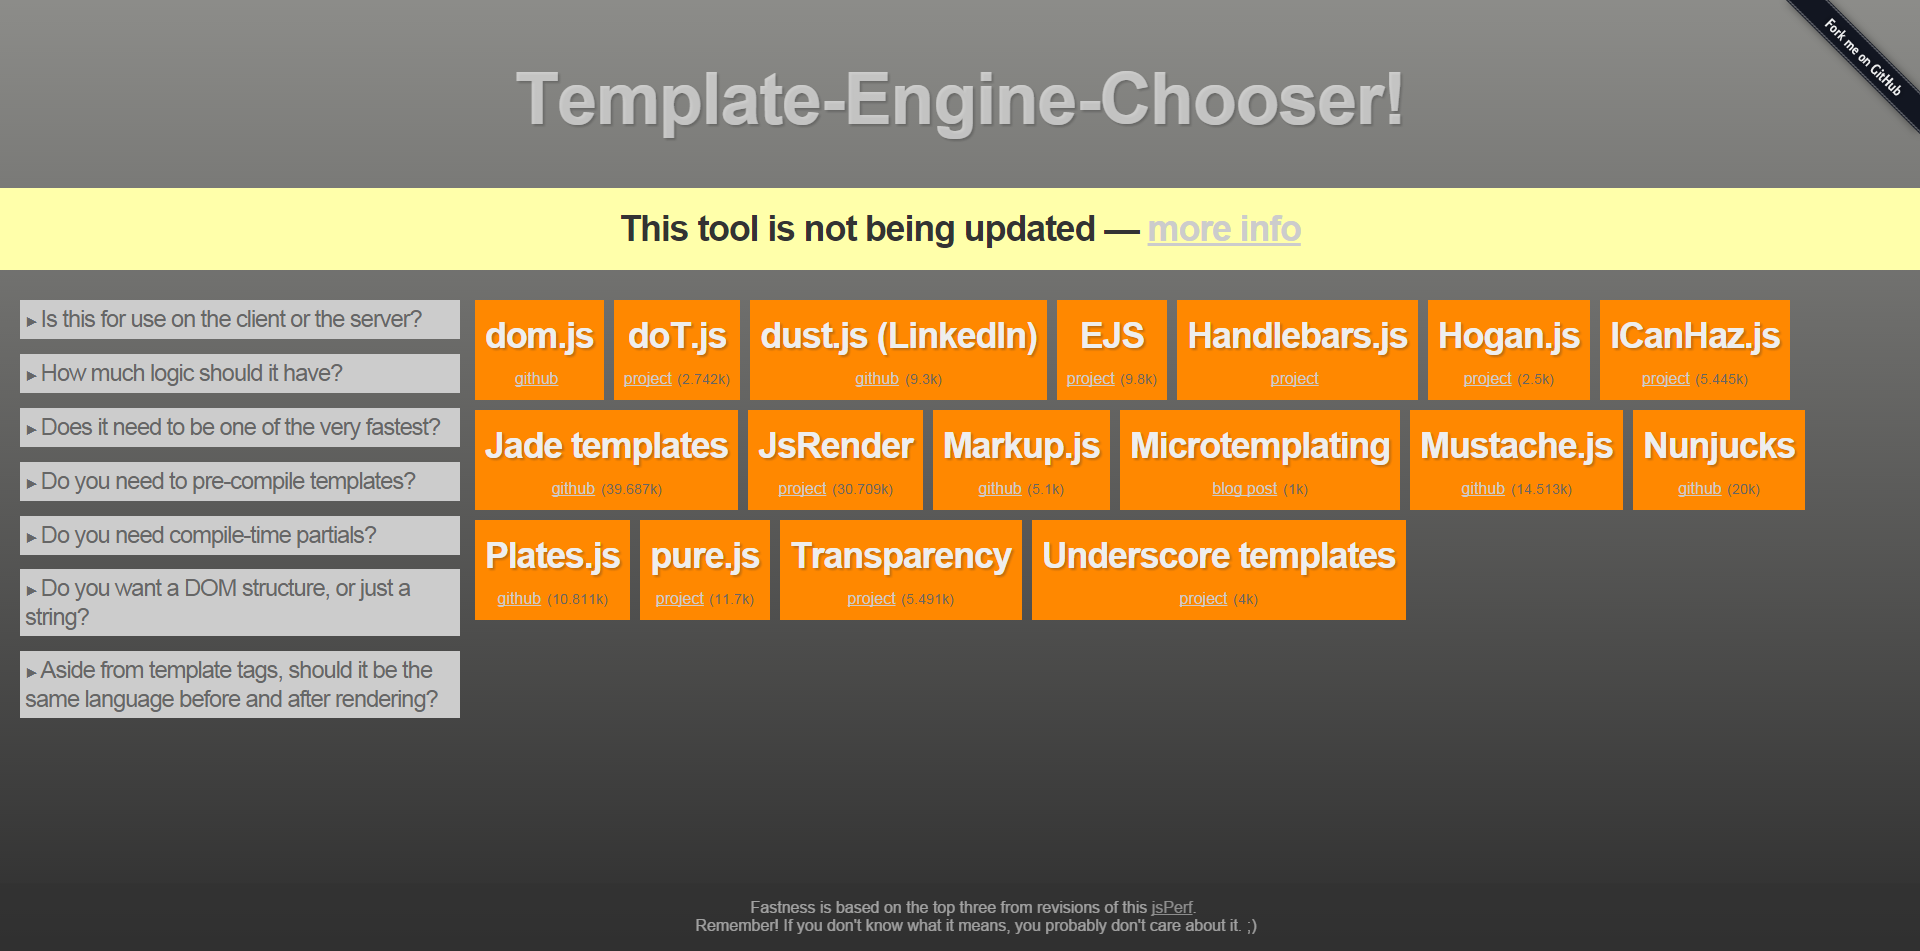 Fork me on GitHub
Template-Engine-Chooser!
This tool is not being updated — more info
▸ Is this for use on the client or the server?
▸ How much logic should it have?
▸ Does it need to be one of the very fastest?
▸ Do you need to pre-compile templates?
▸ Do you need compile-time partials?
▸ Do you want a DOM structure, or just a
string?
▸ Aside from template tags, should it be the
same language before and after rendering?
dom.js
github
doT.js
project (2.742k)
dust.js (LinkedIn)
github (9.3k)
EJS
project (9.8k)
Handlebars.js
project
Hogan.js
project (2.5k)
ICanHaz.js
project (5.445k)
Jade templates
github (39.687k)
JsRender
project (30.709k)
Markup.js
github (5.1k)
Microtemplating
blog post (1k)
Mustache.js
github (14.513k)
Nunjucks
github (20k)
Plates.js
github (10.811k)
pure.js
project (11.7k)
Transparency
project (5.491k)
Underscore templates
project (4k)
Fastness is based on the top three from revisions of this jsPerf.
Remember! If you don't know what it means, you probably don't care about it. ;)